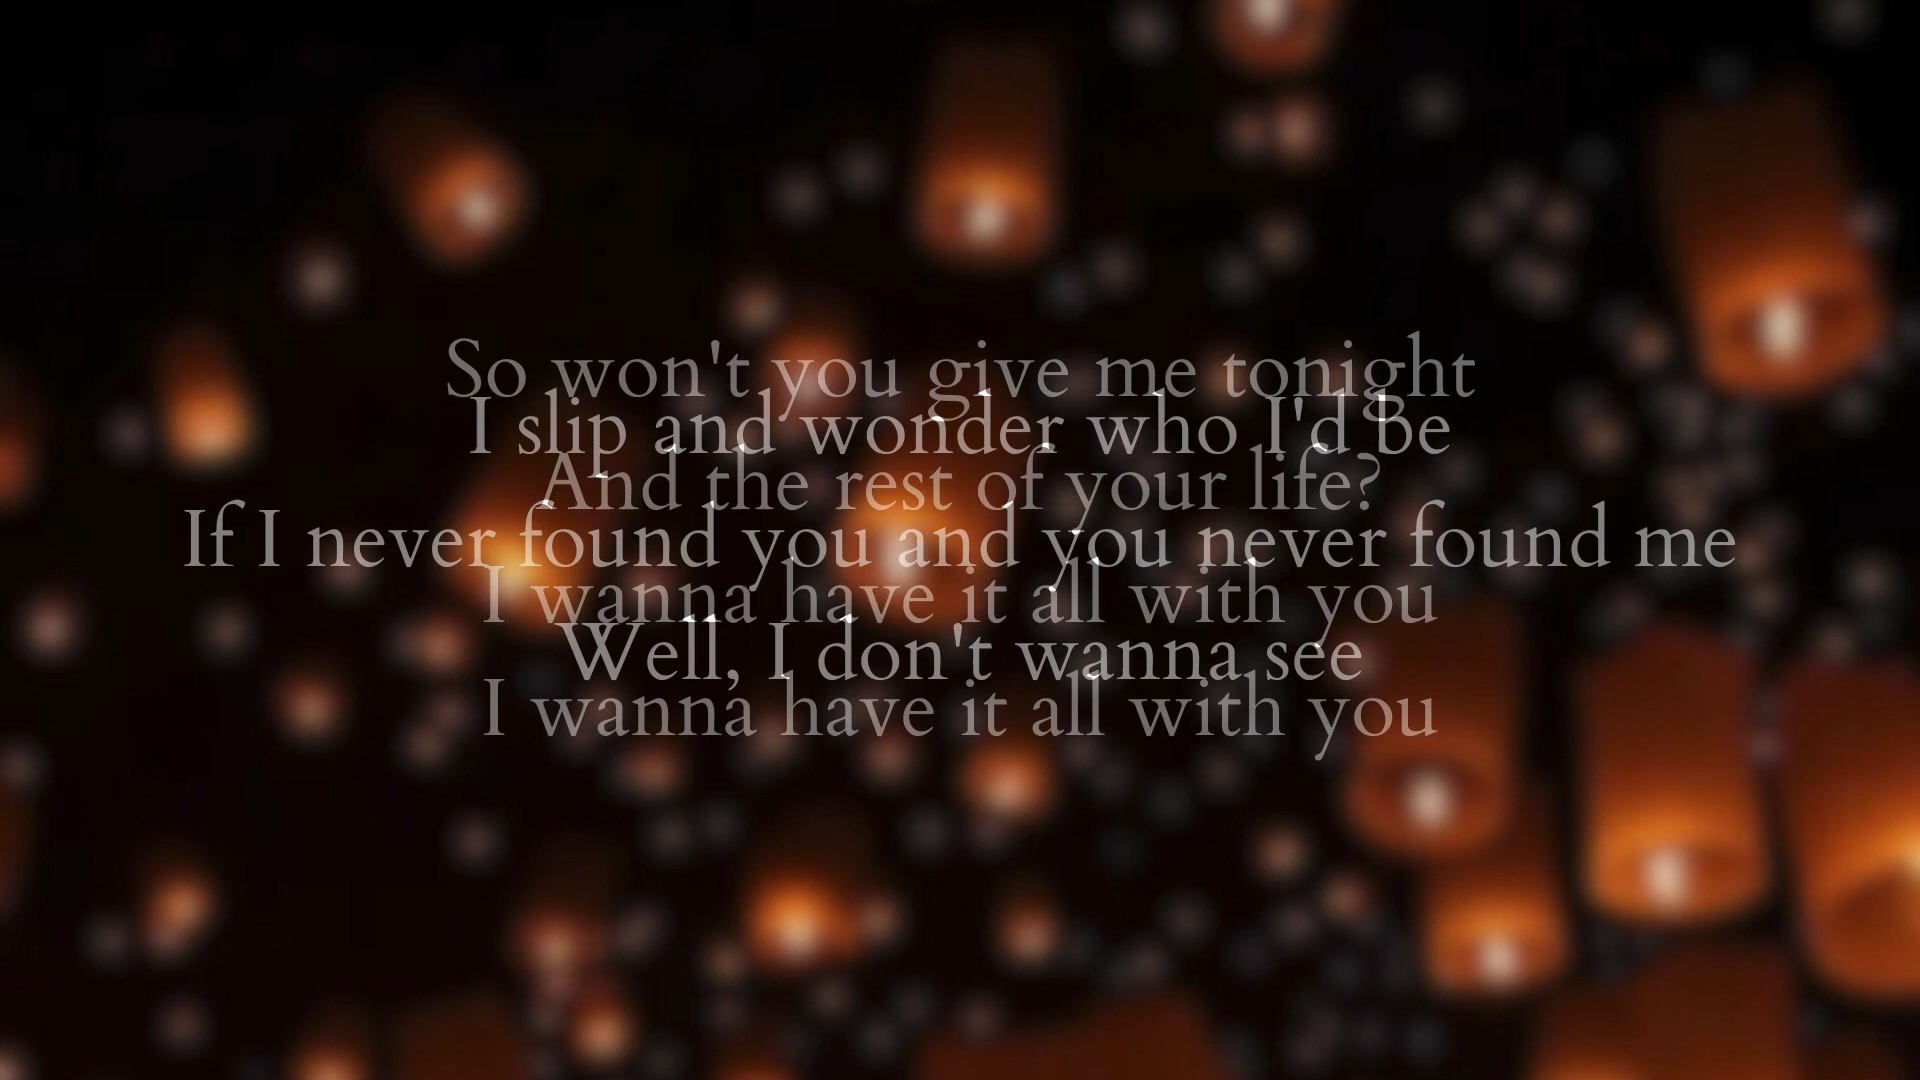 So won't you give me tonight
I slip and wonder who I'd be
And the rest of your life?
If I never found you and you never found me
I wanna have it all with you
Well, I don't wanna see
I wanna have it all with you